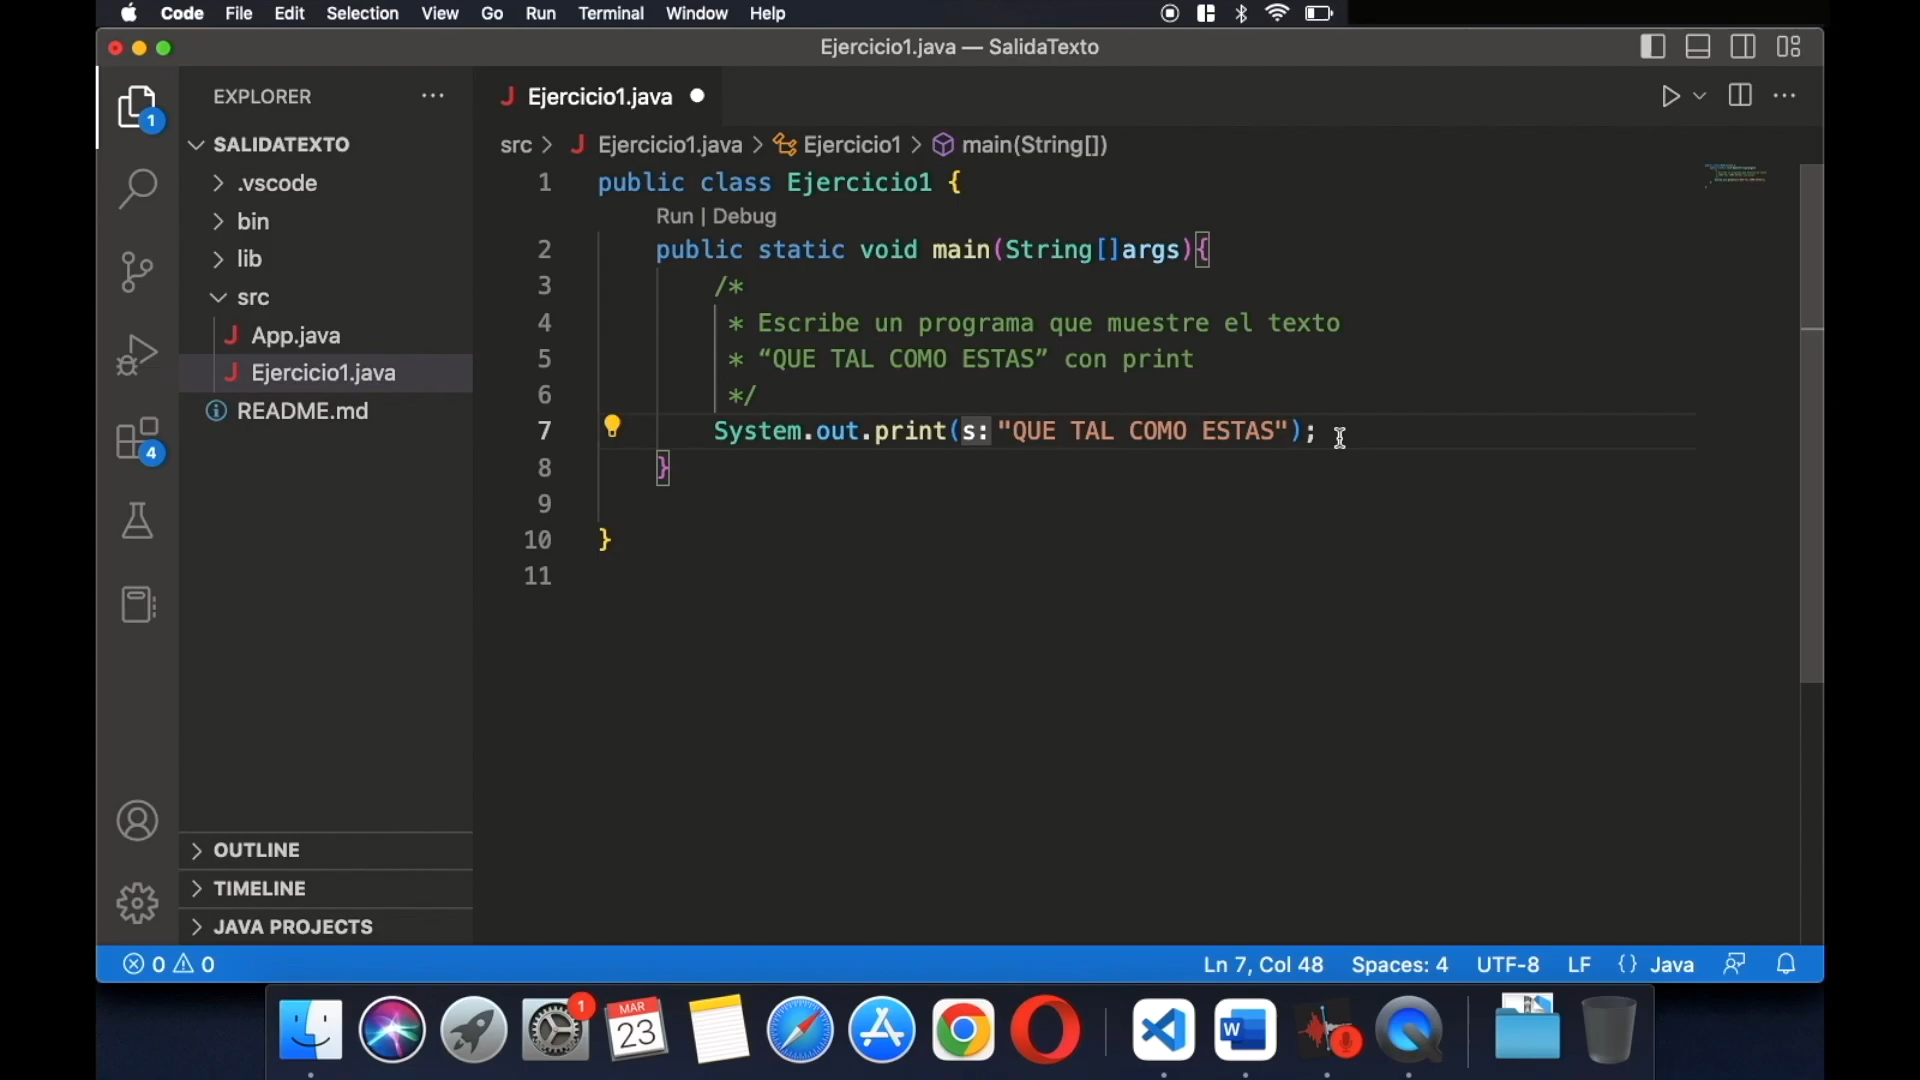 Code File Edit Selection View Go Run Terminal Window Help
Ejercicio1.java — SalidaTexto
EXPLORER
1
Ejercicio1.java
SALIDATEXTO
src > Ejercicio1.java > Ejercicio1 > main(String[])
.vscode
bin
lib
src
App.java
Ejercicio1.java
README.md
4
1 public class Ejercicio1 {
Run | Debug
2 public static void main(String[]args){
3 /*
4 * Escribe un programa que muestre el texto
5 * “QUE TAL COMO ESTAS” con print
6 */
7 System.out.print(s:"QUE TAL COMO ESTAS");
8 }
9
10 }
11
OUTLINE
TIMELINE
JAVA PROJECTS
0 0 Ln 7, Col 48 Spaces: 4 UTF-8 LF {} Java
1
MAR
23
W